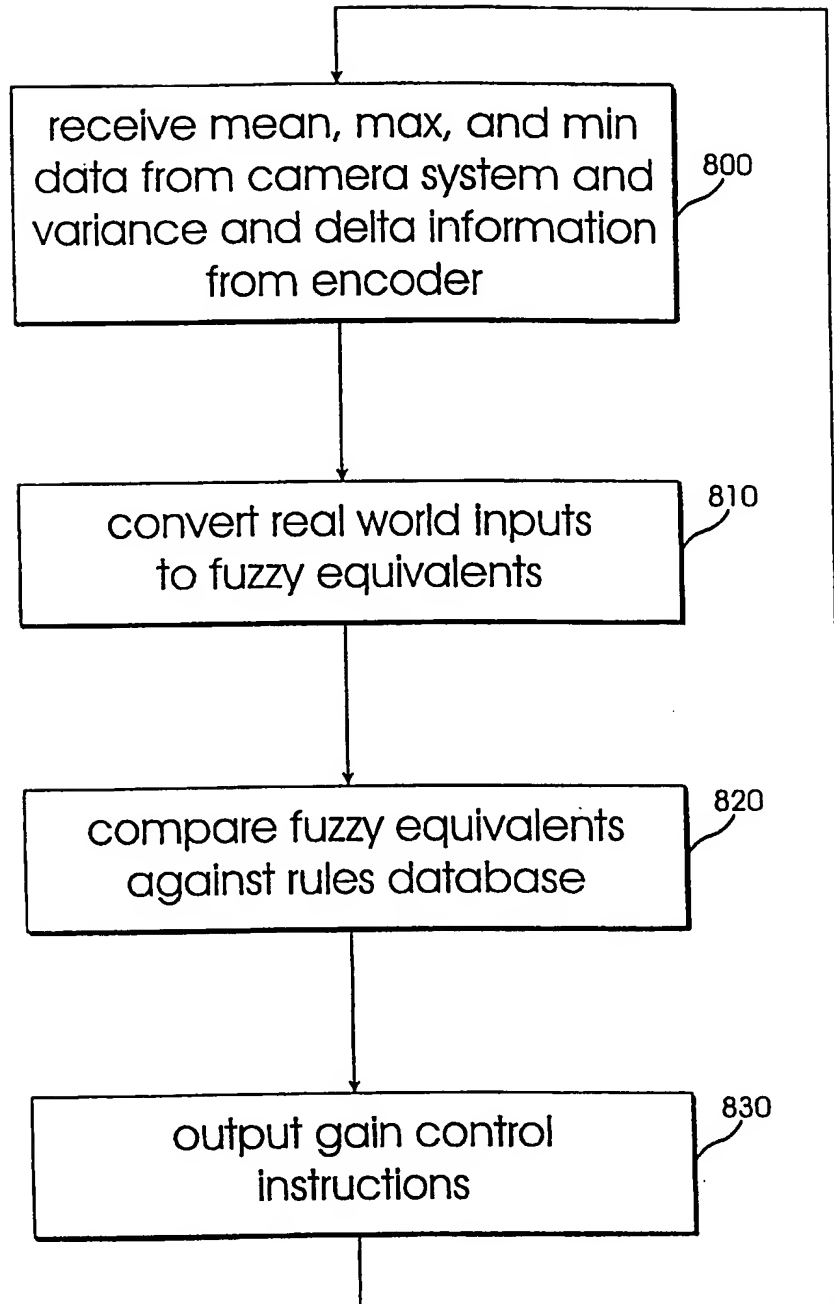 receive mean, max, and min
data from camera system and
variance and delta information
from encoder
800
convert real world inputs
to fuzzy equivalents
810
compare fuzzy equivalents
against rules database
820
output gain control
instructions
830